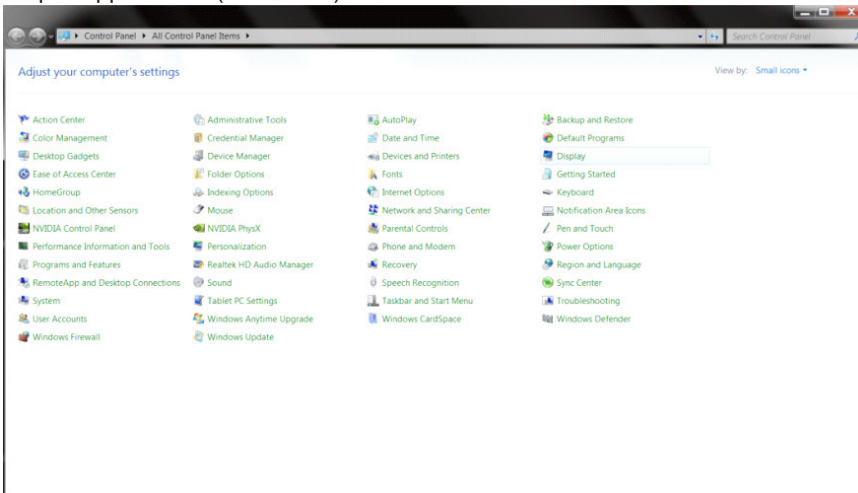 Control Panel ▸ All Control Panel Items ▸ Search Control Panel
Adjust your computer's settings View by: Small icons
Action Center Administrative Tools AutoPlay Backup and Restore
Color Management Credential Manager Date and Time Default Programs
Desktop Gadgets Device Manager Devices and Printers Display
Ease of Access Center Folder Options Fonts Getting Started
HomeGroup Indexing Options Internet Options Keyboard
Location and Other Sensors Mouse Network and Sharing Center Notification Area Icons
NVIDIA Control Panel NVIDIA PhysX Parental Controls Pen and Touch
Performance Information and Tools Personalization Phone and Modem Power Options
Programs and Features Realtek HD Audio Manager Recovery Region and Language
RemoteApp and Desktop Connections Sound Speech Recognition Sync Center
System Tablet PC Settings Taskbar and Start Menu Troubleshooting
User Accounts Windows Anytime Upgrade Windows CardSpace Windows Defender
Windows Firewall Windows Update